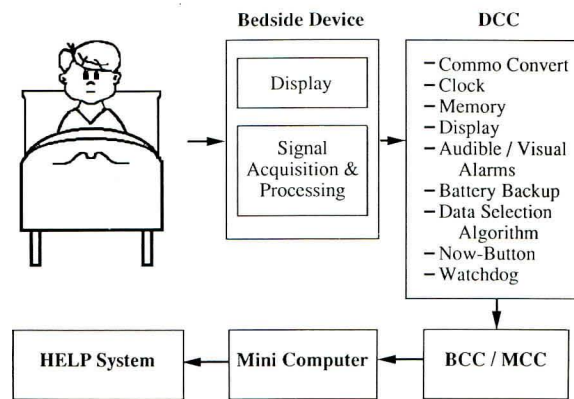 Bedside Device
Display
Signal
Acquisition &
Processing
DCC
– Commo Convert
– Clock
– Memory
– Display
– Audible / Visual
Alarms
– Battery Backup
– Data Selection
Algorithm
– Now-Button
– Watchdog
HELP System
Mini Computer
BCC / MCC